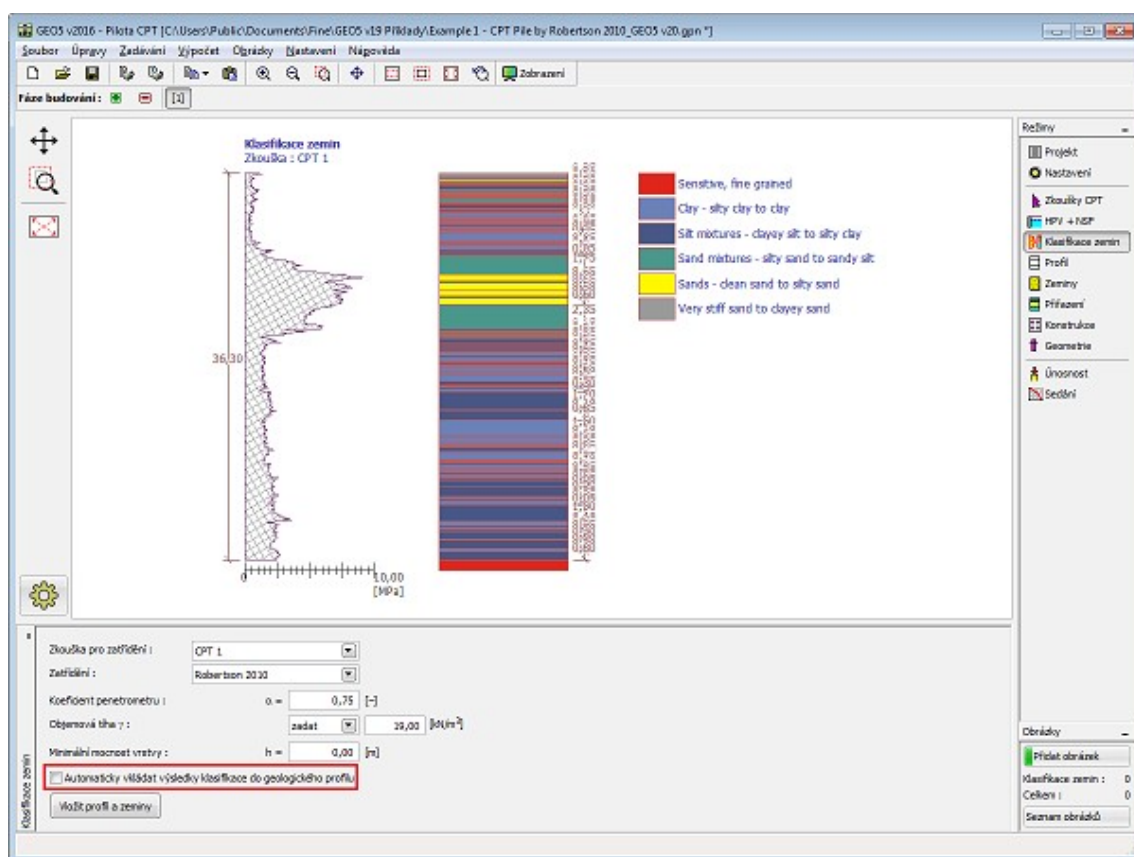 GEO5 v2016 - Pilota CPT [C:\Users\Public\Documents\Fine\GEO5 v19 Příklady\Example 1 - CPT Pile by Robertson 2010_GEO5 v20.gpn *]
Soubor Úpravy Zadávání Výpočet Obrázky Nastavení Nápověda
Zobrazení
Fáze budování : [1]
Klasifikace zemin
Zkouška : CPT 1
36,30
0
10,00
[MPa]
Sensitive, fine grained
Clay - silty clay to clay
Silt mixtures - clayey silt to silty clay
Sand mixtures - silty sand to sandy silt
Sands - clean sand to silty sand
Very stiff sand to clayey sand
Režimy
Projekt
Nastavení
Zkoušky CPT
HPV + NSF
Klasifikace zemin
Profil
Zeminy
Přiřazení
Konstrukce
Geometrie
Únosnost
Sedání
Zkouška pro zatřídění : CPT 1
Zatřídění : Robertson 2010
Koeficient penetrometru : α = 0,75 [-]
Objemová tíha γ : zadat 19,00 [kN/m³]
Minimální mocnost vrstvy : h = 0,00 [m]
Automaticky vkládat výsledky klasifikace do geologického profilu
Vložit profil a zeminy
Klasifikace zemin
Obrázky
Přidat obrázek
Klasifikace zemin : 0
Celkem : 0
Seznam obrázků